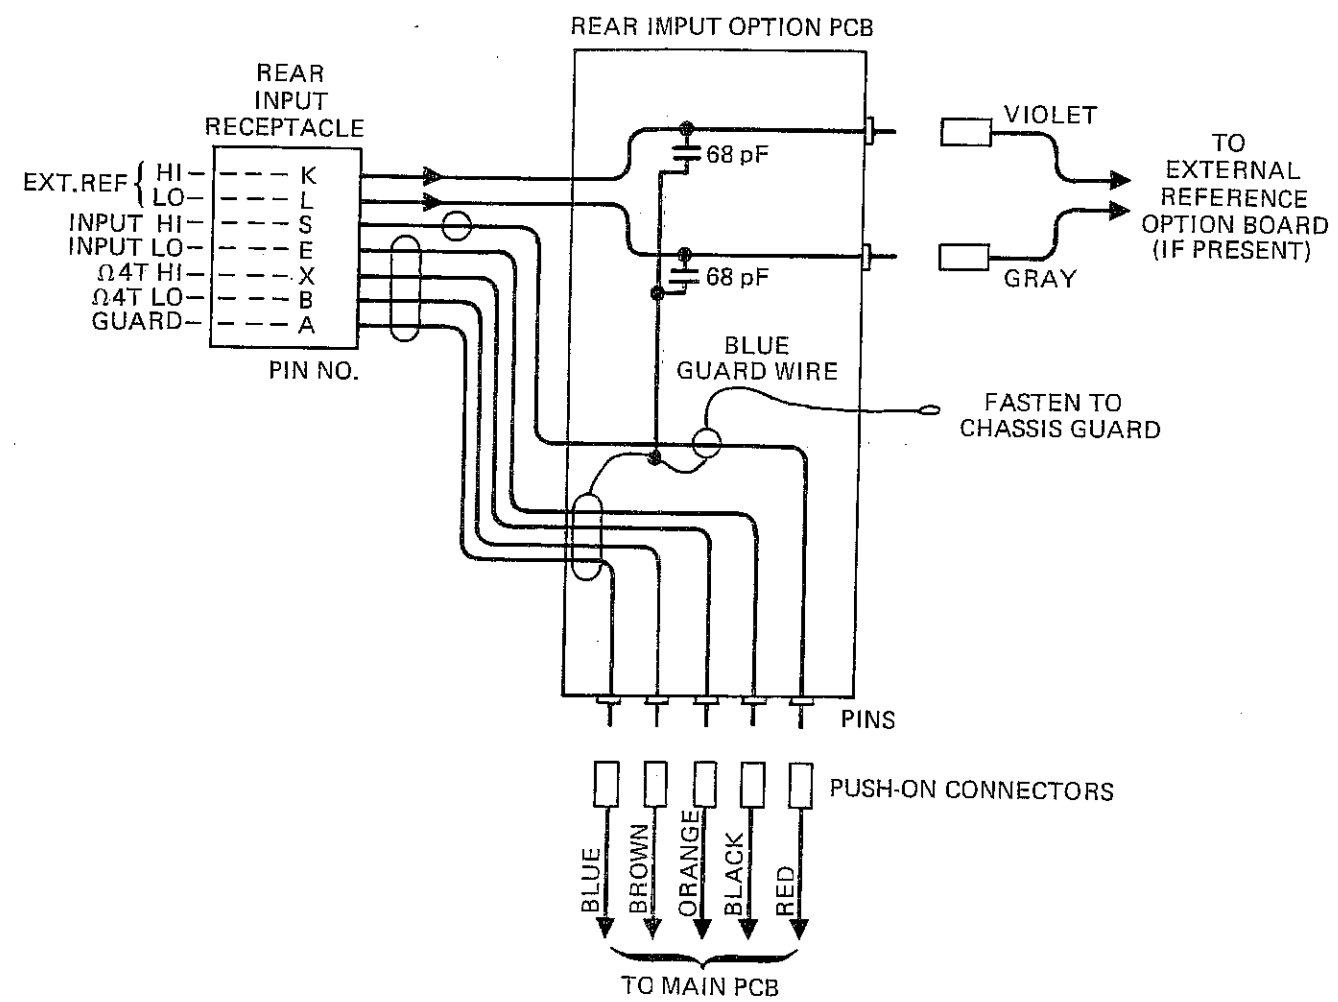 REAR IMPUT OPTION PCB
REAR
INPUT
RECEPTACLE
EXT.REF { HI - - - - K
LO - - - - L
INPUT HI - - - - S
INPUT LO - - - - E
Ω4T HI - - - - X
Ω4T LO - - - - B
GUARD - - - - A
PIN NO.
68 pF
68 pF
VIOLET
GRAY
TO
EXTERNAL
REFERENCE
OPTION BOARD
(IF PRESENT)
BLUE
GUARD WIRE
FASTEN TO
CHASSIS GUARD
PINS
PUSH-ON CONNECTORS
BLUE
BROWN
ORANGE
BLACK
RED
TO MAIN PCB